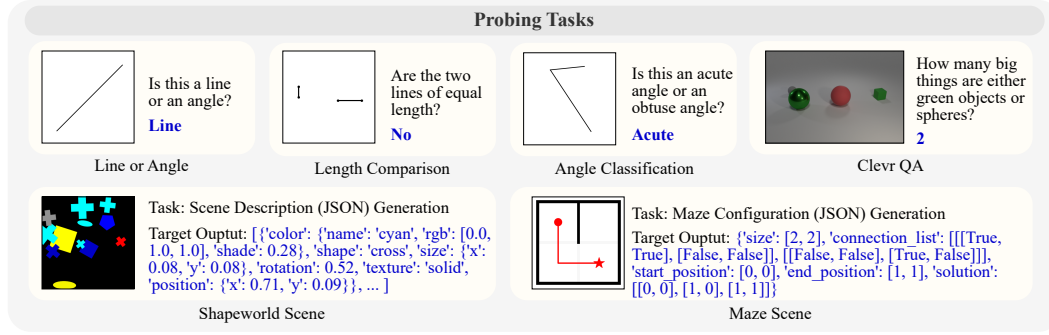 Probing Tasks
Is this a line
or an angle?
Line
Line or Angle
Are the two
lines of equal
length?
No
Length Comparison
Is this an acute
angle or an
obtuse angle?
Acute
Angle Classification
How many big
things are either
green objects or
spheres?
2
Clevr QA
Task: Scene Description (JSON) Generation
Target Ouptut: [{'color': {'name': 'cyan', 'rgb': [0.0,
1.0, 1.0], 'shade': 0.28}, 'shape': 'cross', 'size': {'x':
0.08, 'y': 0.08}, 'rotation': 0.52, 'texture': 'solid',
'position': {'x': 0.71, 'y': 0.09}}, ... ]
Shapeworld Scene
Task: Maze Configuration (JSON) Generation
Target Ouptut: {'size': [2, 2], 'connection_list': [[[True,
True], [False, False]], [[False, False], [True, False]]],
'start_position': [0, 0], 'end_position': [1, 1], 'solution':
[[0, 0], [1, 0], [1, 1]]}
Maze Scene